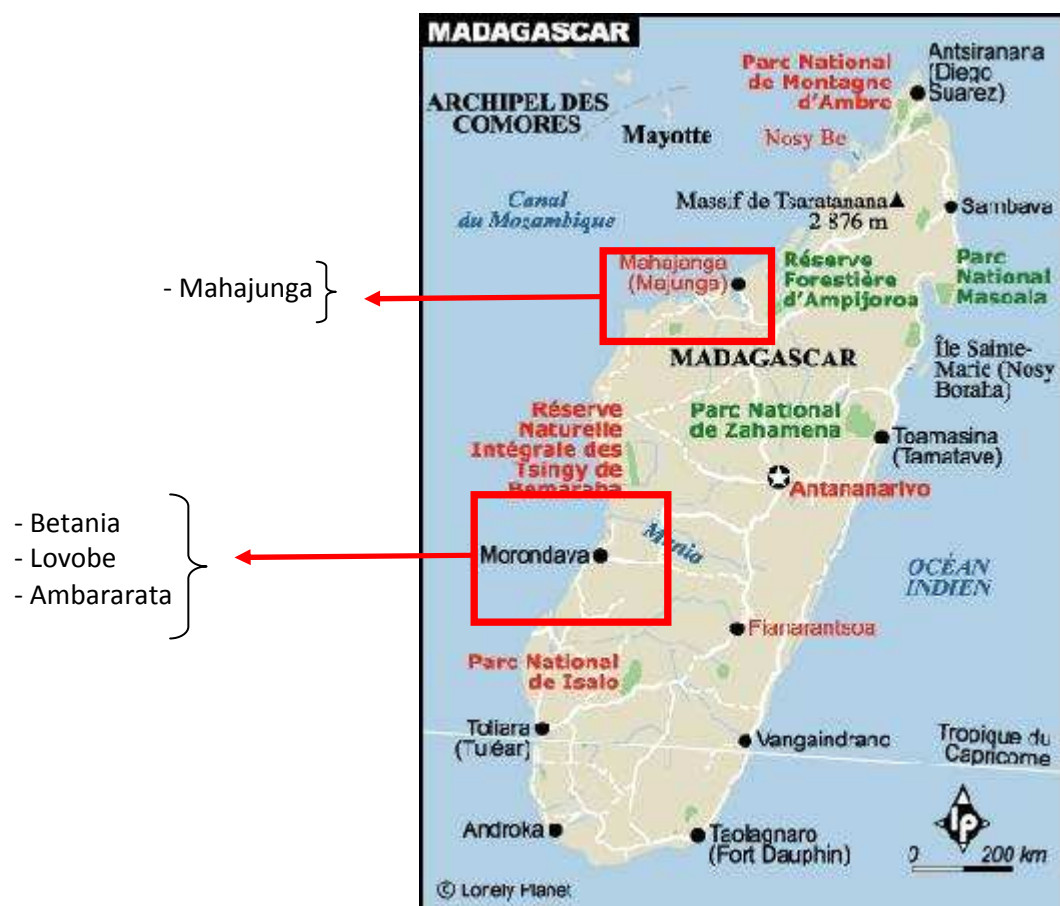 MADAGASCAR
Parc National
de Montagne
d'Ambre
Antsiranana
(Diego
Suarez)
ARCHIPEL DES
COMORES
Mayotte
Nosy Be
Canal
du Mozambique
Massif de Tsaratanana
2 876 m
Sambava
- Mahajunga
Mahajanga
(Majunga)
Réserve
Forestière
d'Ampijoroa
Parc
National
Masoala
MADAGASCAR
Île Sainte-
Marie (Nosy
Boraha)
Réserve
Naturelle
Intégrale des
Tsingy de
Bemaraha
Parc National
de Zahamena
Toamasina
(Tamatave)
Antananarivo
- Betania
- Lovobe
- Ambararata
Morondava
Mania
OCÉAN
INDIEN
Fianarantsoa
Parc National
de Isalo
Toliara
(Tuléar)
Vangaindrano
Tropique du
Capricorne
Androka
Taolagnaro
(Fort Dauphin)
lp
0 200 km
© Lonely Planet